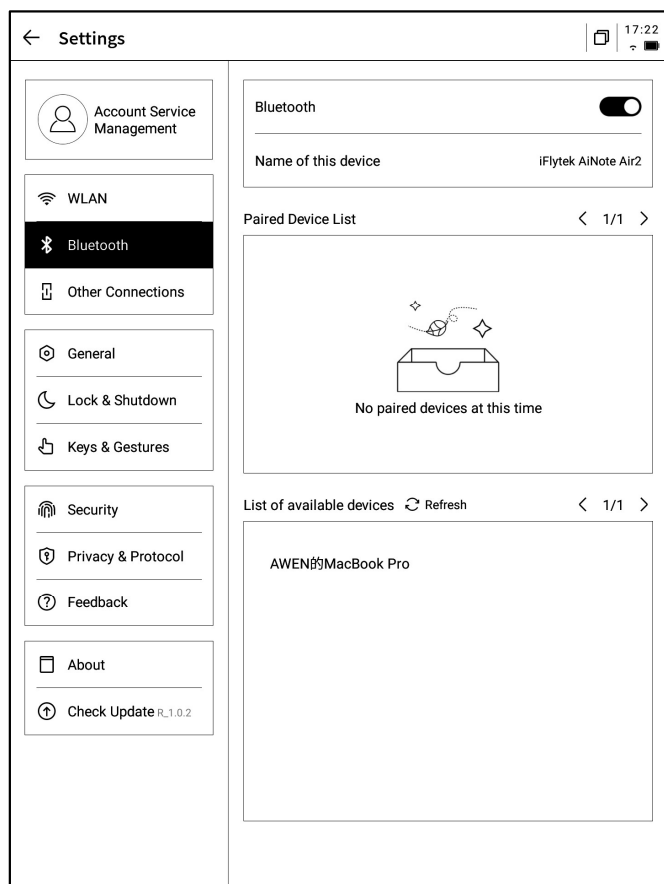 Settings
17:22
Account Service
Management
WLAN
Bluetooth
Other Connections
General
Lock & Shutdown
Keys & Gestures
Security
Privacy & Protocol
Feedback
About
Check Update R_1.0.2
Bluetooth
Name of this device iFlytek AiNote Air2
Paired Device List 1/1
No paired devices at this time
List of available devices Refresh 1/1
AWEN的MacBook Pro